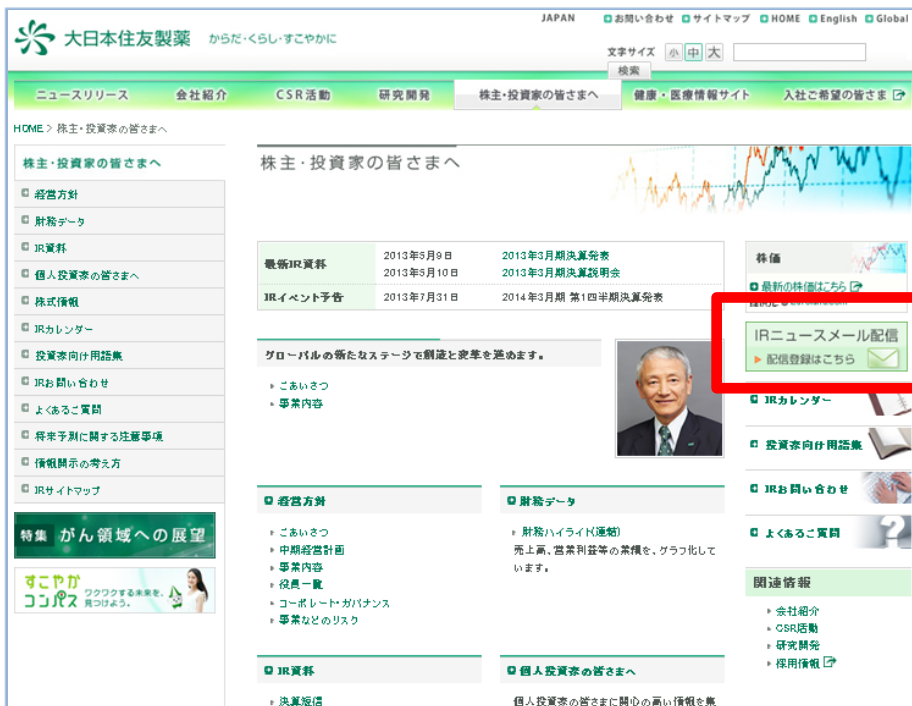 JAPAN お問い合わせ サイトマップ HOME English Global
大日本住友製薬 からだ・くらし・すこやかに
文字サイズ 小 中 大
検索
ニュースリリース 会社紹介 CSR活動 研究開発 株主・投資家の皆さまへ 健康・医療情報サイト 入社ご希望の皆さま
HOME > 株主・投資家の皆さまへ
株主・投資家の皆さまへ
経営方針
財務データ
IR資料
個人投資家の皆さまへ
株式情報
IRカレンダー
投資家向け用語集
IRお問い合わせ
よくあるご質問
将来予測に関する注意事項
情報開示の考え方
IRサイトマップ
特集 がん領域への展望
すこやか
コンパス ワクワクする未来を、
見つけよう。
株主・投資家の皆さまへ
最新IR資料
2013年5月9日 2013年3月期決算発表
2013年5月10日 2013年3月期決算説明会
IRイベント予告 2013年7月31日 2014年3月期 第1四半期決算発表
グローバルの新たなステージで創造と変革を進めます。
ごあいさつ
事業内容
経営方針
ごあいさつ
中期経営計画
事業内容
役員一覧
コーポレート・ガバナンス
事業などのリスク
財務データ
財務ハイライト(連結)
売上高、営業利益等の業績を、グラフ化して
います。
IR資料
決算短信
個人投資家の皆さまへ
個人投資家の皆さまに関心の高い情報を集
株価
最新の株価はこちら
IRニュースメール配信
配信登録はこちら
IRカレンダー
投資家向け用語集
IRお問い合わせ
よくあるご質問
関連情報
会社紹介
CSR活動
研究開発
採用情報